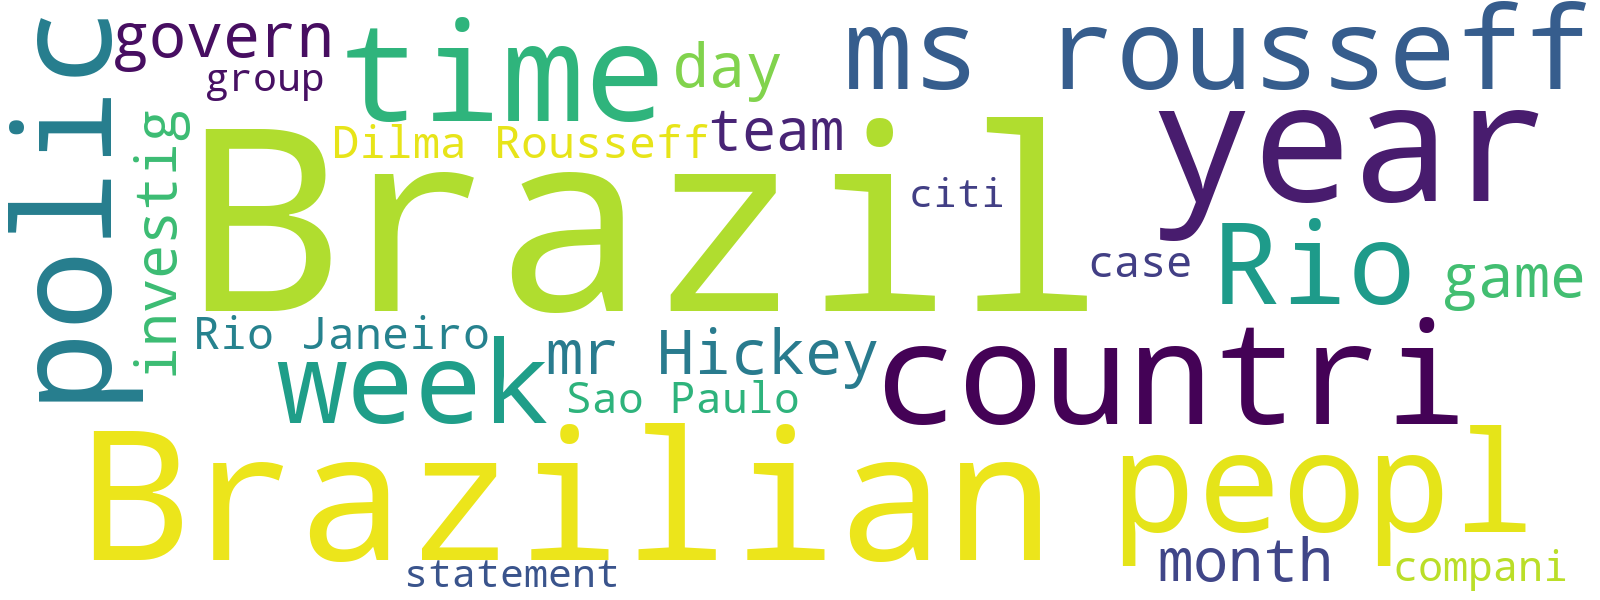 polic
govern
group
time
day
ms rousseff
investig
Dilma Rousseff
team
year
Brazil
citi
case
Rio
game
Rio Janeiro
week
mr Hickey
Sao Paulo
countri
Brazilian
peopl
statement
month
compani